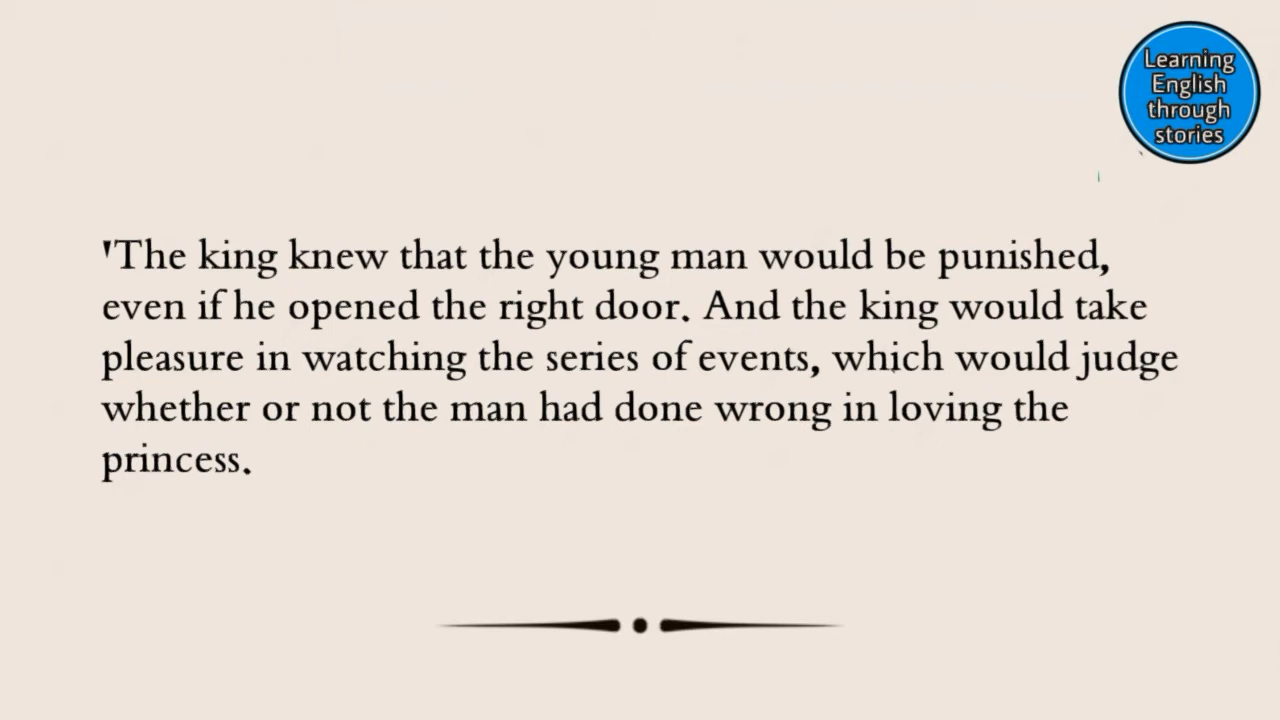 Learning
English
through
stories
'The king knew that the young man would be punished,
even if he opened the right door. And the king would take
pleasure in watching the series of events, which would judge
whether or not the man had done wrong in loving the
princess.